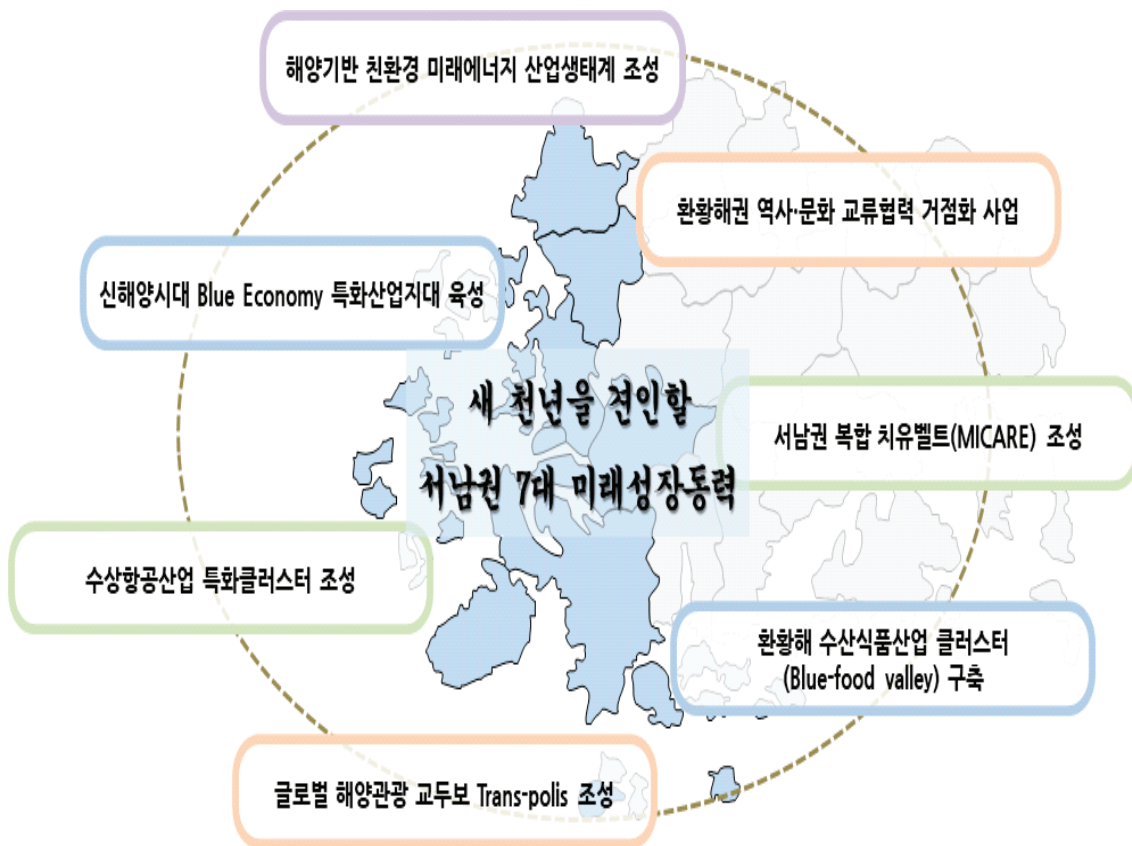 해양기반 친환경 미래에너지 산업생태계 조성
환황해권 역사·문화 교류협력 거점화 사업
신해양시대 Blue Economy 특화산업지대 육성
새 천년을 견인할
서남권 7대 미래성장동력
서남권 복합 치유벨트(MICARE) 조성
수상항공산업 특화클러스터 조성
환황해 수산식품산업 클러스터
(Blue-food valley) 구축
글로벌 해양관광 교두보 Trans-polis 조성